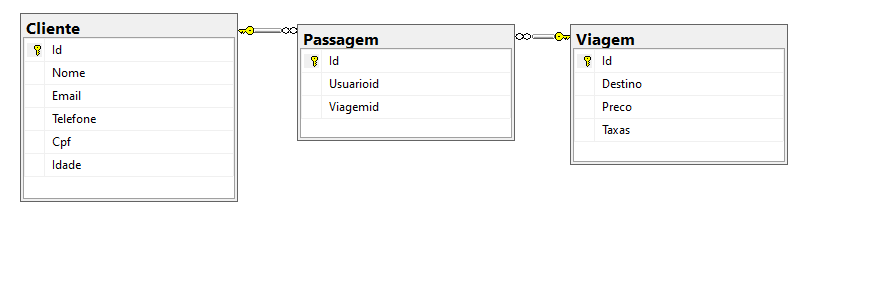 Cliente
Id
Nome
Email
Telefone
Cpf
Idade
Passagem
Id
Usuarioid
Viagemid
Viagem
Id
Destino
Preco
Taxas